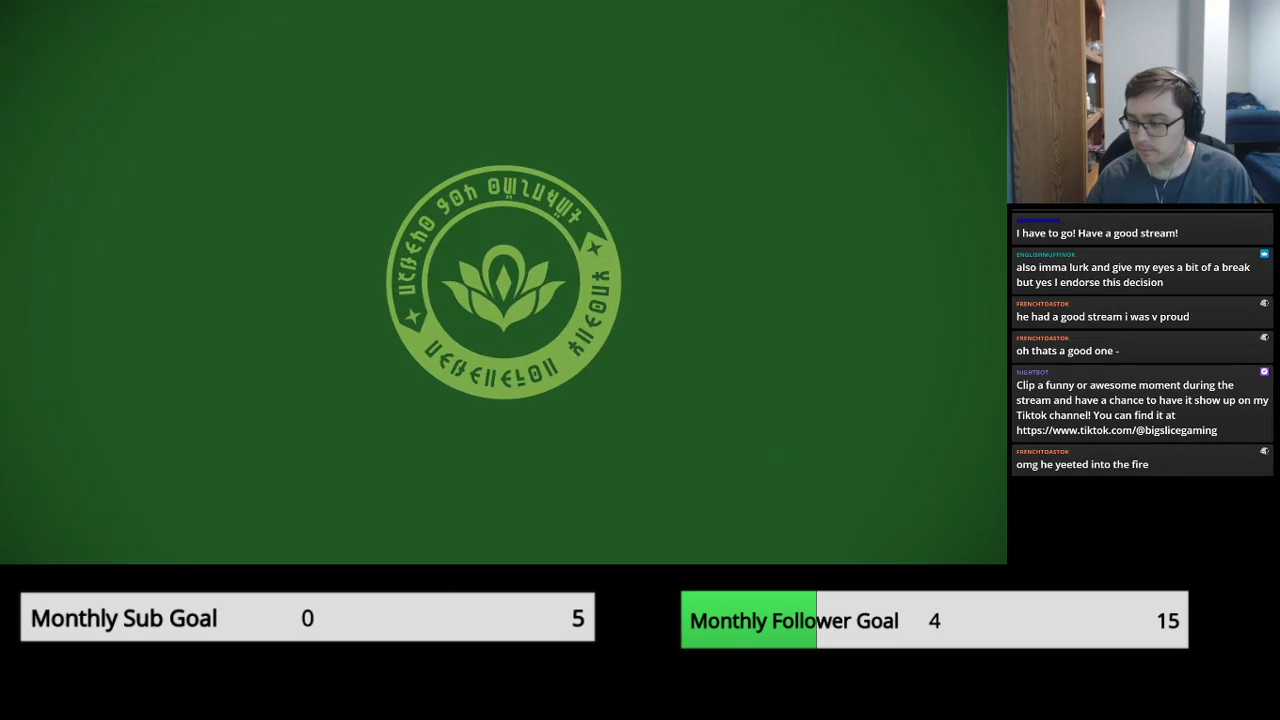 I have to go! Have a good stream!
ENGLISHMUFFINOK
also imma lurk and give my eyes a bit of a break
but yes I endorse this decision
FRENCHTOASTOK
he had a good stream i was v proud
FRENCHTOASTOK
oh thats a good one -
NIGHTBOT
Clip a funny or awesome moment during the
stream and have a chance to have it show up on my
Tiktok channel! You can find it at
https://www.tiktok.com/@bigslicegaming
FRENCHTOASTOK
omg he yeeted into the fire
Monthly Sub Goal 0 5
Monthly Follower Goal 4 15